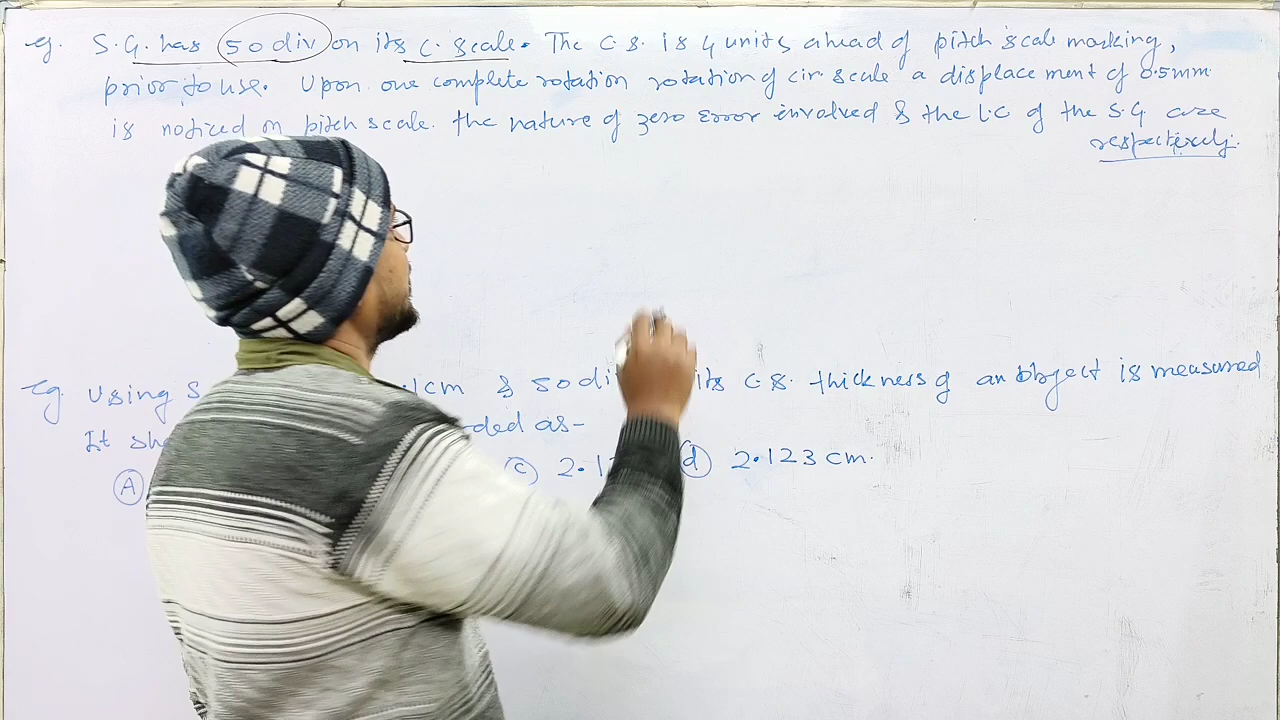 eg. S.G. has 50 div on its C. scale. The C.S. is 4 units ahead of pitch scale marking,
prior to use. Upon one complete rotation rotation of cir. scale a displacement of 0.5mm
is noticed on pitch scale. the nature of zero error involved & the L.C of the S.G are
respectively.
eg. Using S 1cm & 50 di its C.S. thickness of an object is measured
It sh ded as-
(A) (C) 2.12 (d) 2.123 cm.